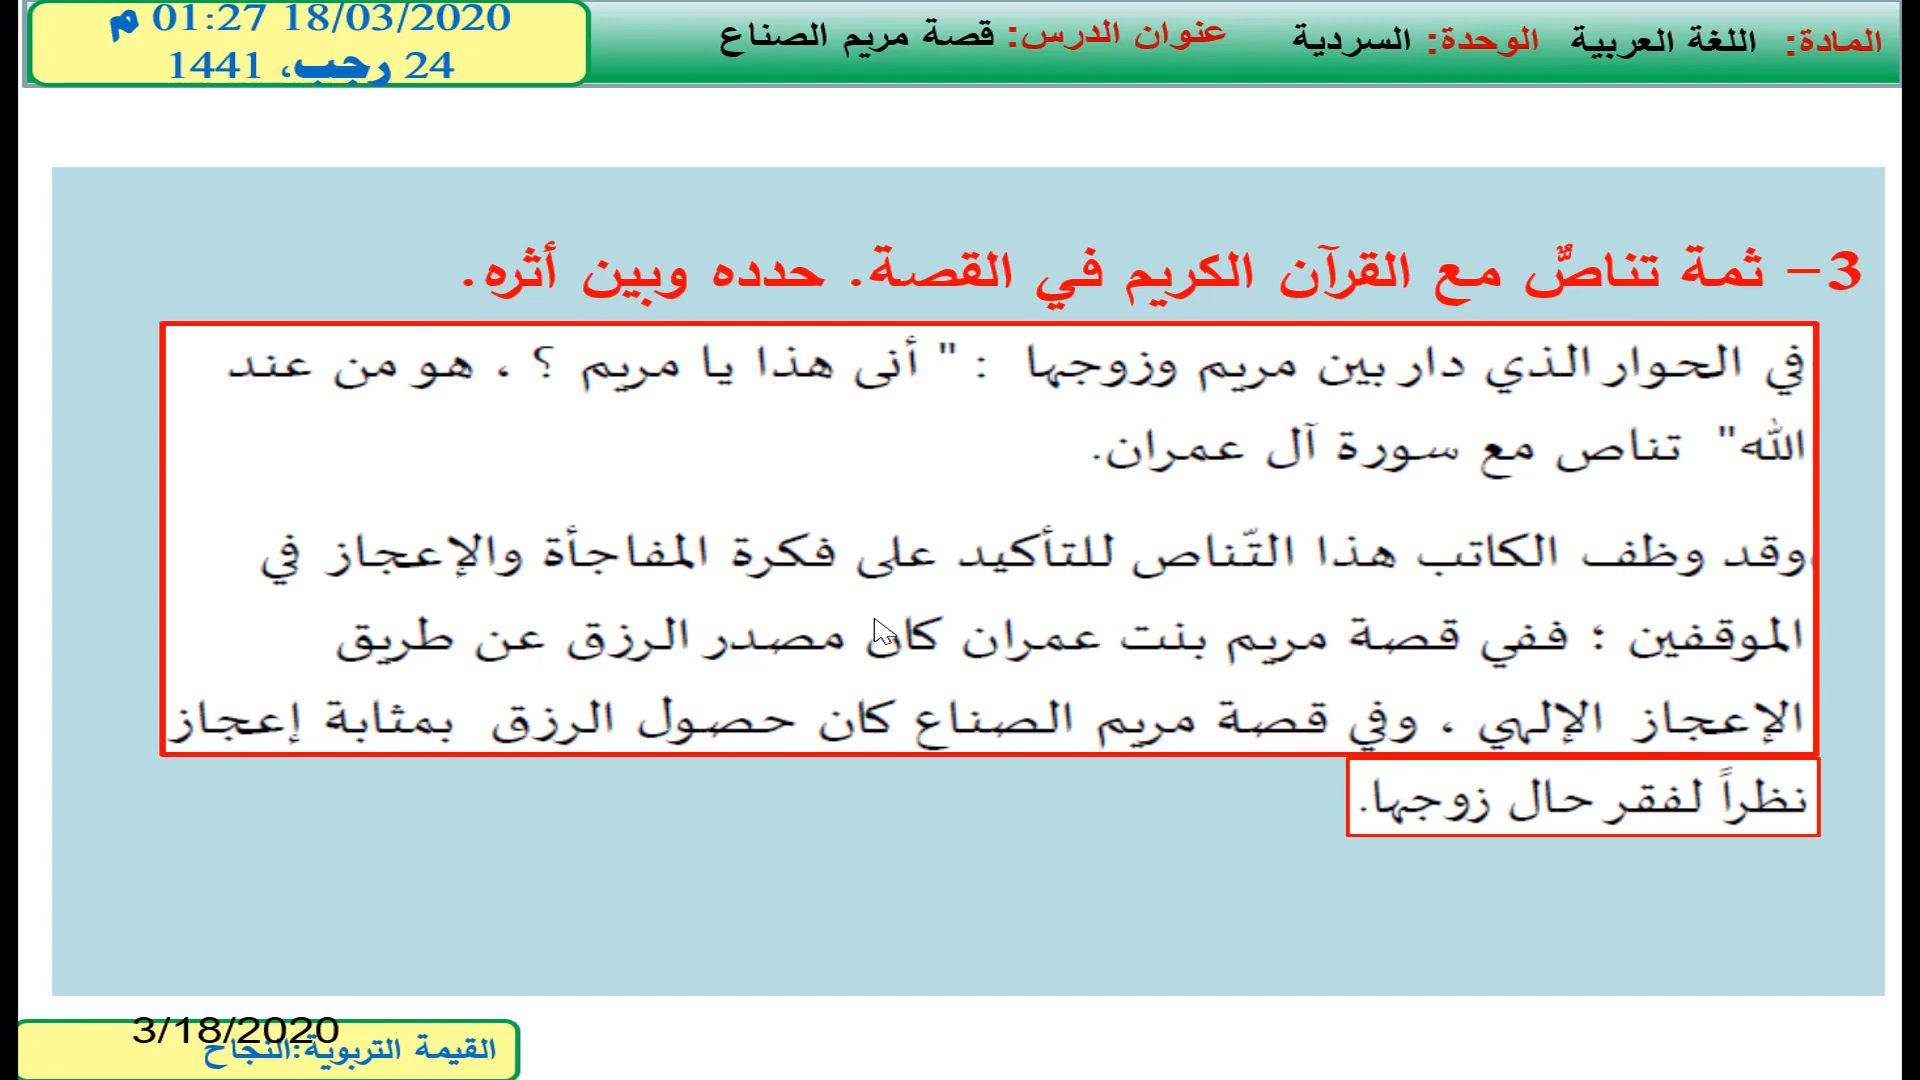 المادة: اللغة العربية الوحدة: السردية عنوان الدرس: قصة مريم الصناع
18/03/2020 01:27 م
24 رجب، 1441
3- ثمة تناصٌّ مع القرآن الكريم في القصة. حدده وبين أثره.
في الحوار الذي دار بين مريم وزوجها : " أنى هذا يا مريم ؟ ، هو من عند
الله" تناص مع سورة آل عمران.
وقد وظف الكاتب هذا التّناص للتأكيد على فكرة المفاجأة والإعجاز في
الموقفين ؛ ففي قصة مريم بنت عمران كان مصدر الرزق عن طريق
الإعجاز الإلهي ، وفي قصة مريم الصناع كان حصول الرزق بمثابة إعجاز
نظراً لفقر حال زوجها.
3/18/2020
القيمة التربوية:النجاح